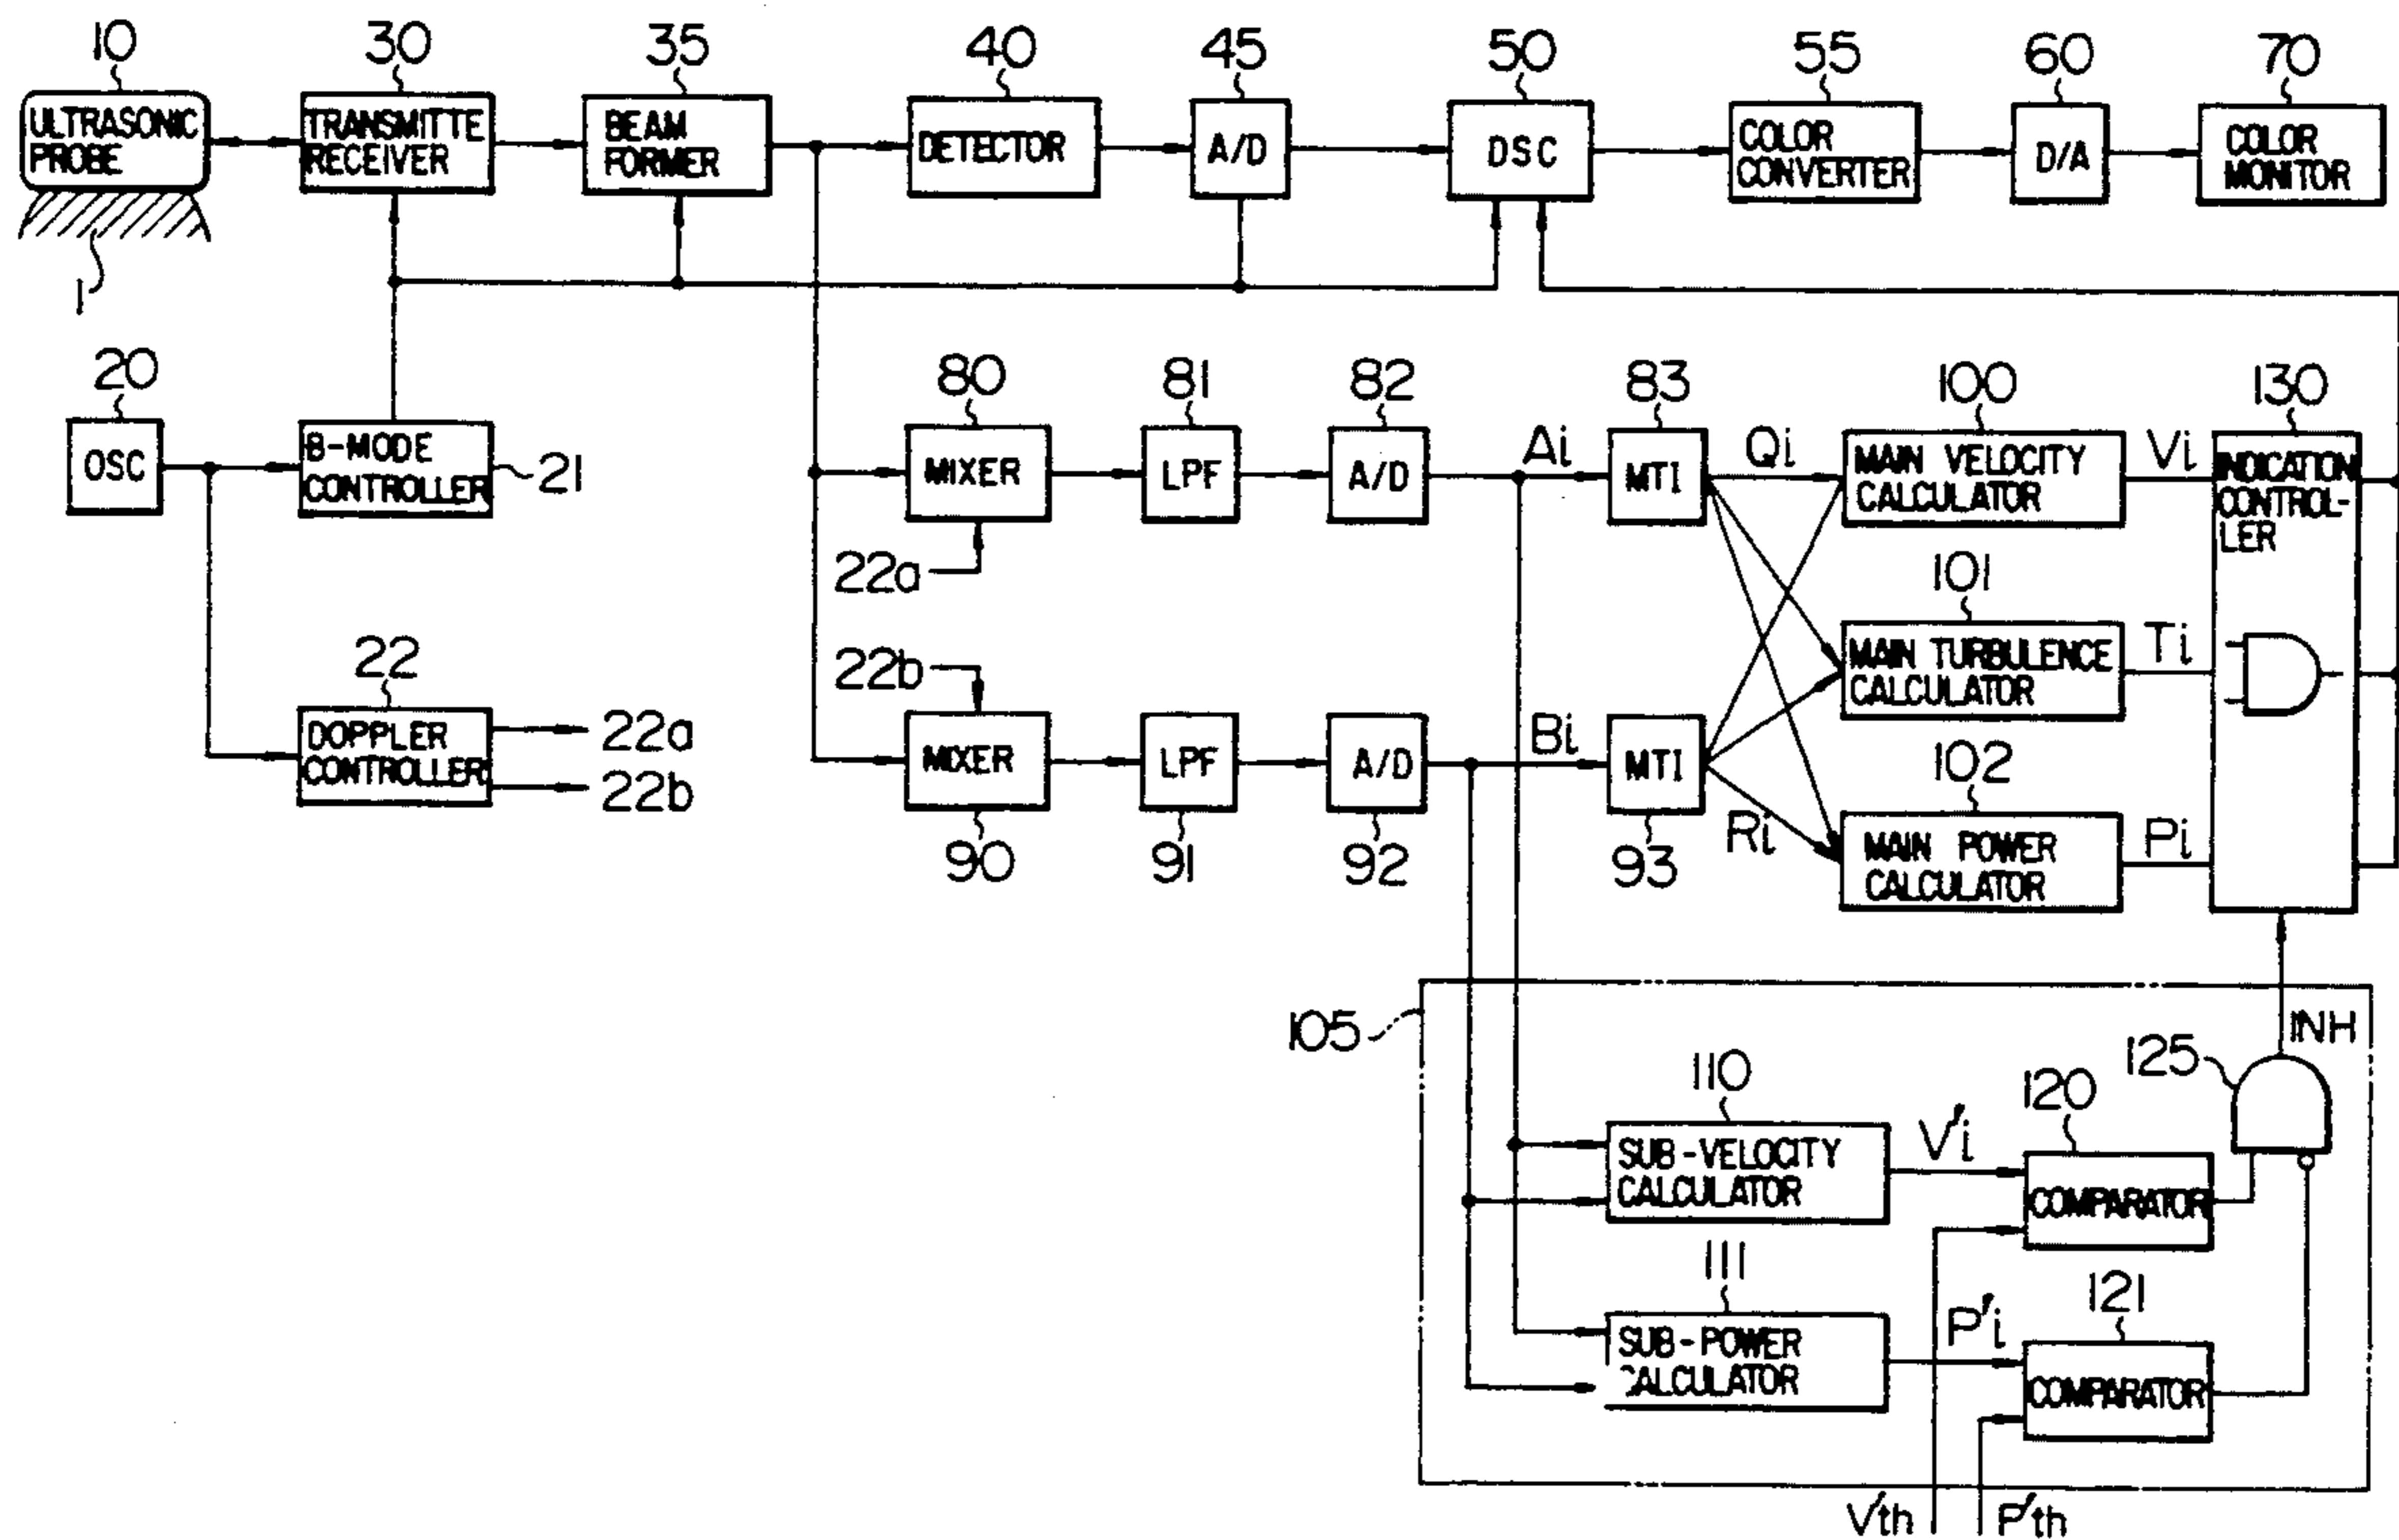 10
30
35
40
45
50
55
60
70
ULTRASONIC
PROBE
TRANSMITTE
RECEIVER
BEAM
FORMER
DETECTOR
A/D
DSC
COLOR
CONVERTER
D/A
COLOR
MONITOR
1
20
OSC
B-MODE
CONTROLLER
21
22
DOPPLER
CONTROLLER
22a
22b
80
MIXER
22a
81
LPF
82
A/D
Ai
83
MTI
Qi
100
MAIN VELOCITY
CALCULATOR
Vi
130
INDICATION
CONTROL-
LER
101
MAIN TURBULENCE
CALCULATOR
Ti
22b
MIXER
90
LPF
91
A/D
92
Bi
MTI
93
Ri
102
MAIN POWER
CALCULATOR
Pi
105
110
SUB-VELOCITY
CALCULATOR
V'i
120
COMPARATOR
125
INH
111
SUB-POWER
CALCULATOR
P'i
121
COMPARATOR
V'th
P'th